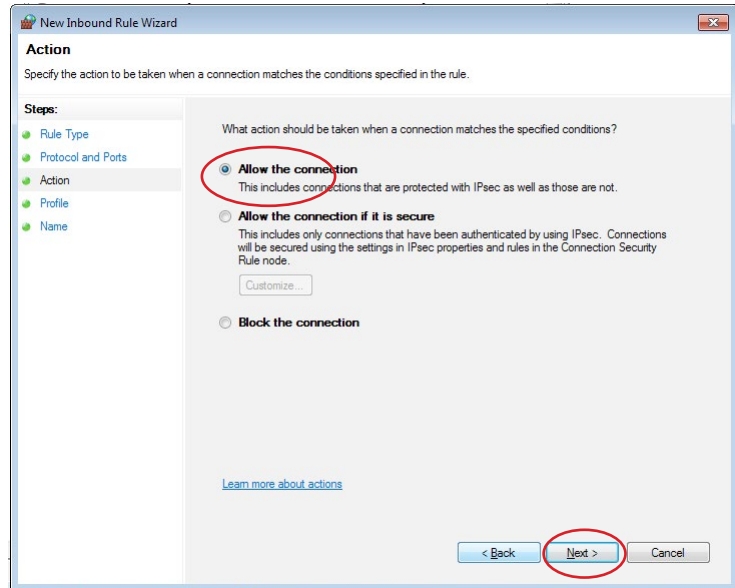 New Inbound Rule Wizard
Action
Specify the action to be taken when a connection matches the conditions specified in the rule.
Steps:
Rule Type
Protocol and Ports
Action
Profile
Name
What action should be taken when a connection matches the specified conditions?
Allow the connection
This includes connections that are protected with IPsec as well as those are not.
Allow the connection if it is secure
This includes only connections that have been authenticated by using IPsec. Connections
will be secured using the settings in IPsec properties and rules in the Connection Security
Rule node.
Customize...
Block the connection
Learn more about actions
< Back
Next >
Cancel